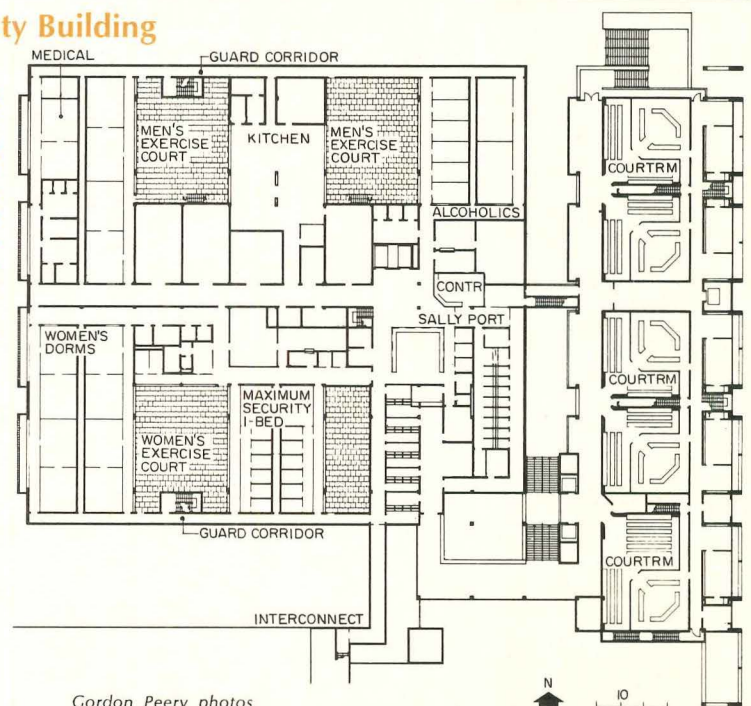 ty Building
MEDICAL
GUARD CORRIDOR
MEN'S
EXERCISE
COURT
KITCHEN
MEN'S
EXERCISE
COURT
COURTRM
ALCOHOLICS
CONTR
SALLY PORT
WOMEN'S
DORMS
COURTRM
MAXIMUM
SECURITY
I-BED
WOMEN'S
EXERCISE
COURT
GUARD CORRIDOR
COURTRM
INTERCONNECT
Gordon Peery photos
N
10